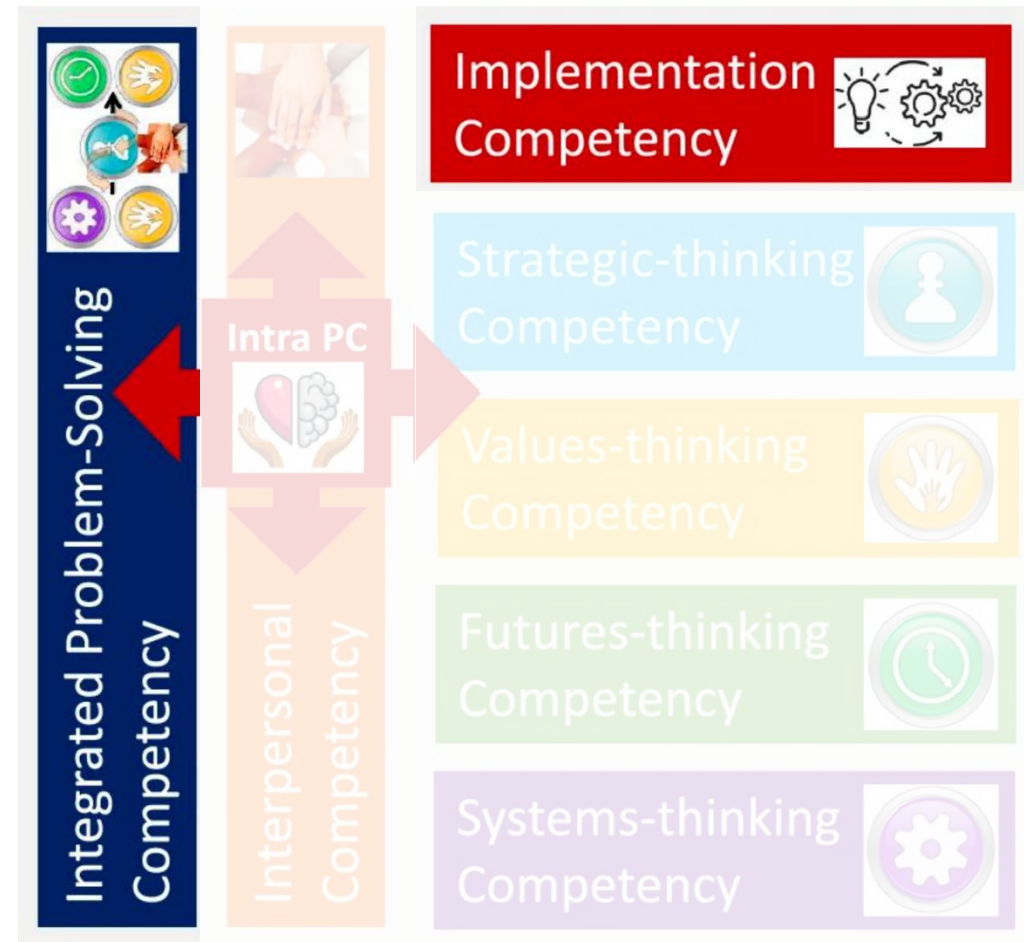 Integrated Problem-Solving
Competency
Interpersonal
Competency
Intra PC
Implementation
Competency
Strategic-thinking
Competency
Values-thinking
Competency
Futures-thinking
Competency
Systems-thinking
Competency